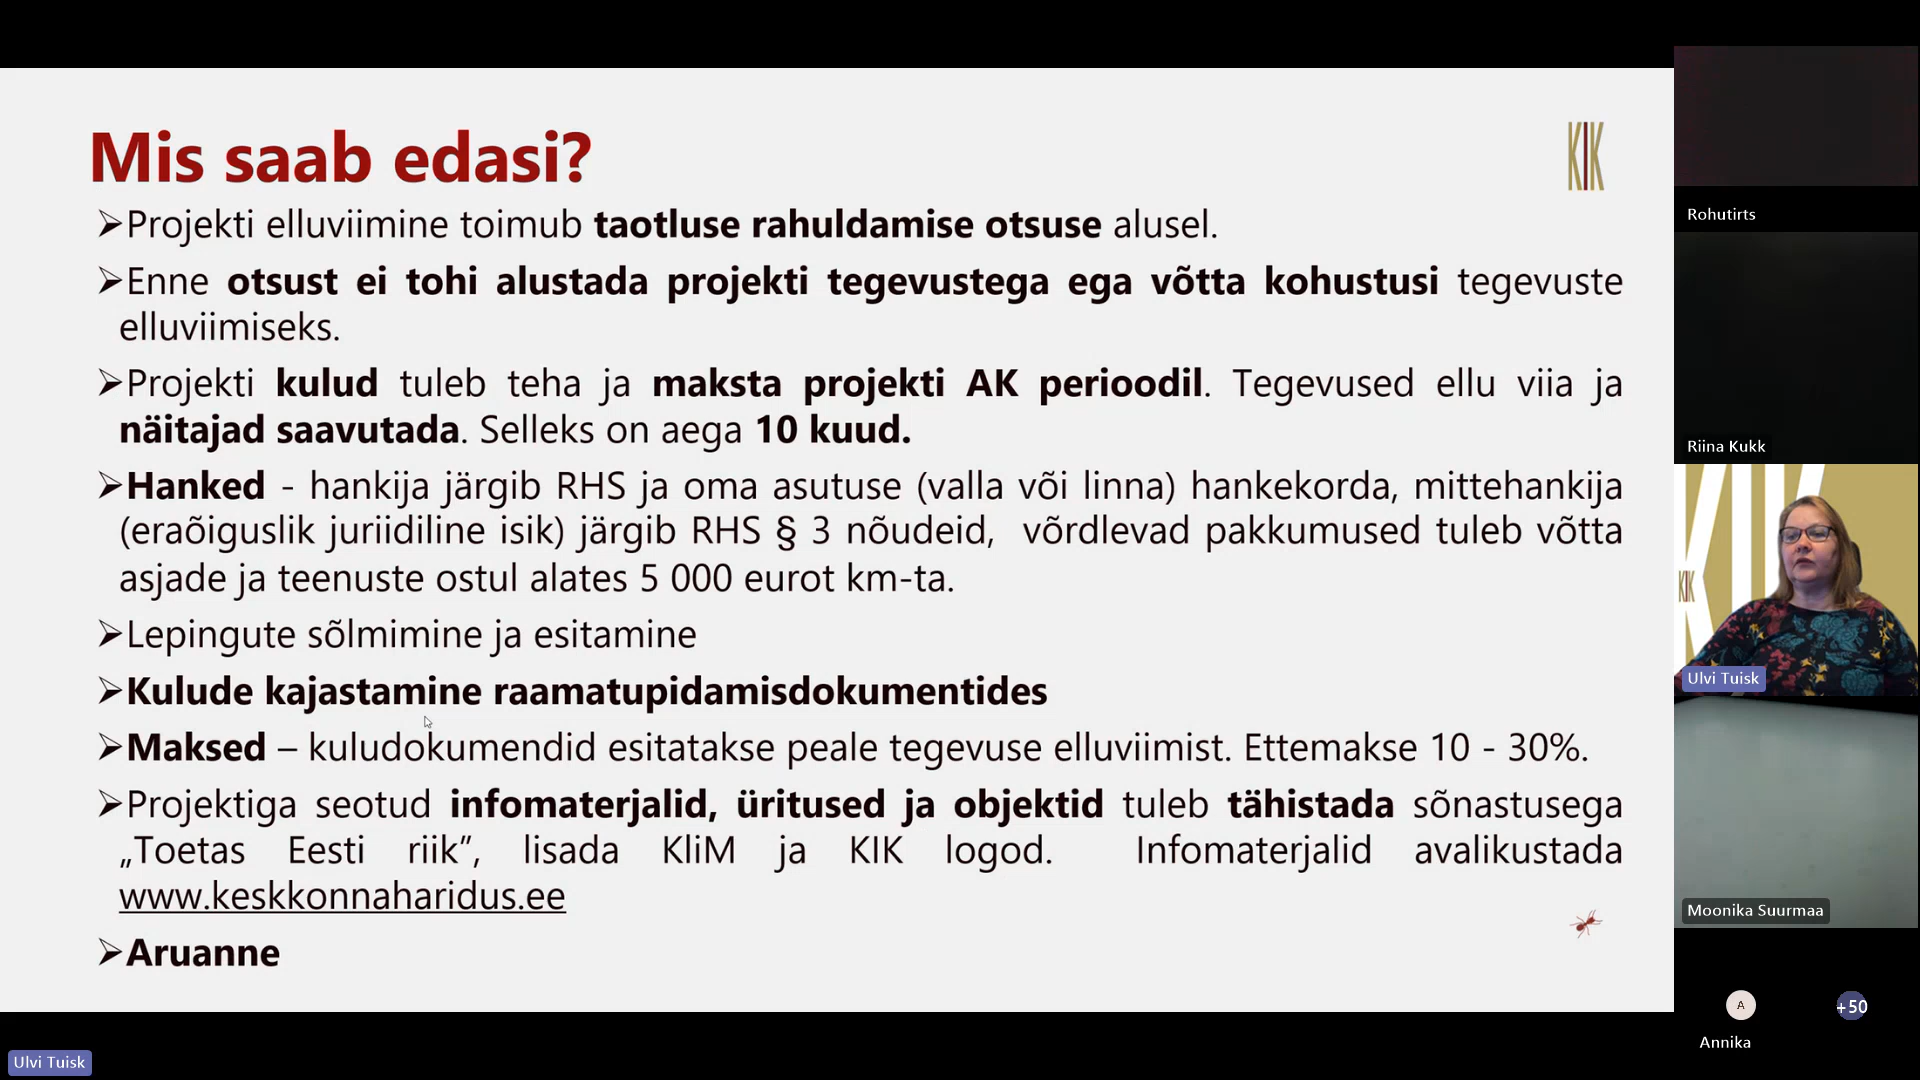 Mis saab edasi?
KIK
➢Projekti elluviimine toimub taotluse rahuldamise otsuse alusel.
➢Enne otsust ei tohi alustada projekti tegevustega ega võtta kohustusi tegevuste
elluviimiseks.
➢Projekti kulud tuleb teha ja maksta projekti AK perioodil. Tegevused ellu viia ja
näitajad saavutada. Selleks on aega 10 kuud.
➢Hanked - hankija järgib RHS ja oma asutuse (valla või linna) hankekorda, mittehankija
(eraõiguslik juriidiline isik) järgib RHS § 3 nõudeid, võrdlevad pakkumused tuleb võtta
asjade ja teenuste ostul alates 5 000 eurot km-ta.
➢Lepingute sõlmimine ja esitamine
➢Kulude kajastamine raamatupidamisdokumentides
➢Maksed – kuludokumendid esitatakse peale tegevuse elluviimist. Ettemakse 10 - 30%.
➢Projektiga seotud infomaterjalid, üritused ja objektid tuleb tähistada sõnastusega
„Toetas Eesti riik”, lisada KliM ja KIK logod. Infomaterjalid avalikustada
www.keskkonnaharidus.ee
➢Aruanne
Rohutirts
Riina Kukk
KIK
KIK
Ulvi Tuisk
Moonika Suurmaa
A
+50
Annika
Ulvi Tuisk